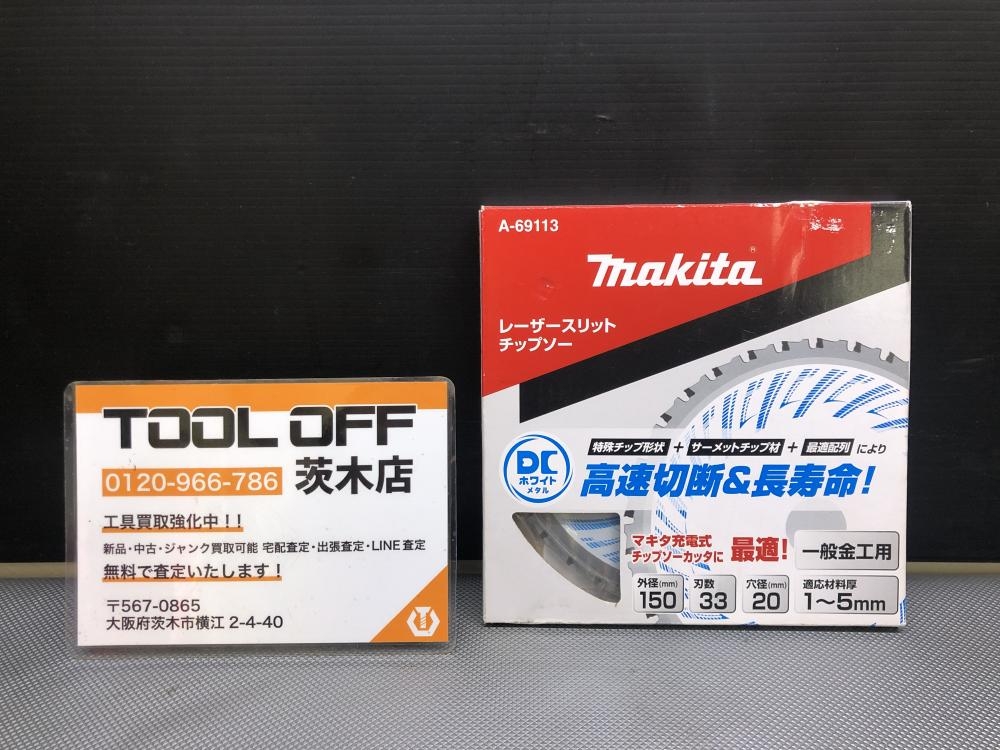 TOOL OFF
0120-966-786 茨木店
工具買取強化中!!
新品・中古・ジャンク買取可能 宅配査定・出張査定・LINE査定
無料で査定いたします!
〒567-0865
大阪府茨木市横江 2-4-40
A-69113
makita®
レーザースリット
チップソー
DC
ホワイト
メタル
特殊チップ形状 + サーメットチップ材 + 最適配列 により
高速切断&長寿命!
マキタ充電式
チップソーカッタに 最適!
一般金工用
外径(mm) 150
刃数 33
穴径(mm) 20
適応材料厚 1～5mm